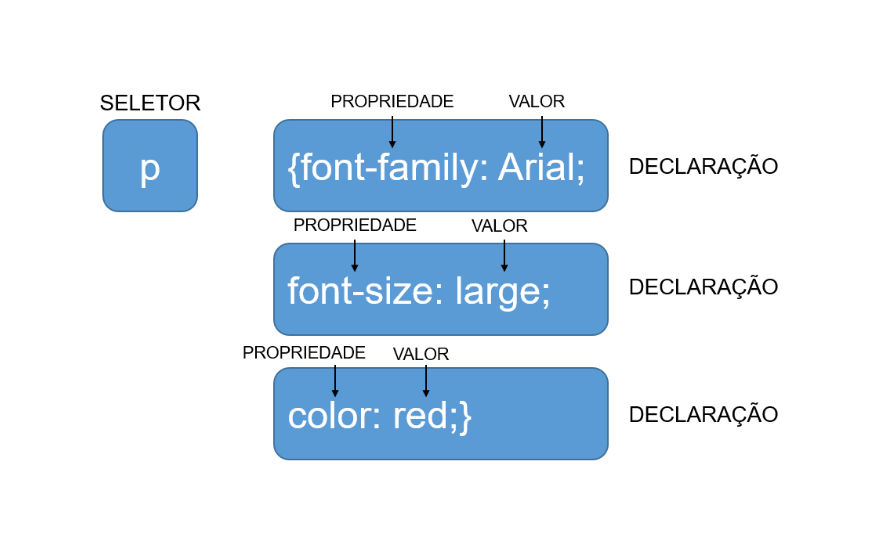 SELETOR
p
PROPRIEDADE VALOR
{font-family: Arial;
DECLARAÇÃO
PROPRIEDADE VALOR
font-size: large;
DECLARAÇÃO
PROPRIEDADE VALOR
color: red;}
DECLARAÇÃO